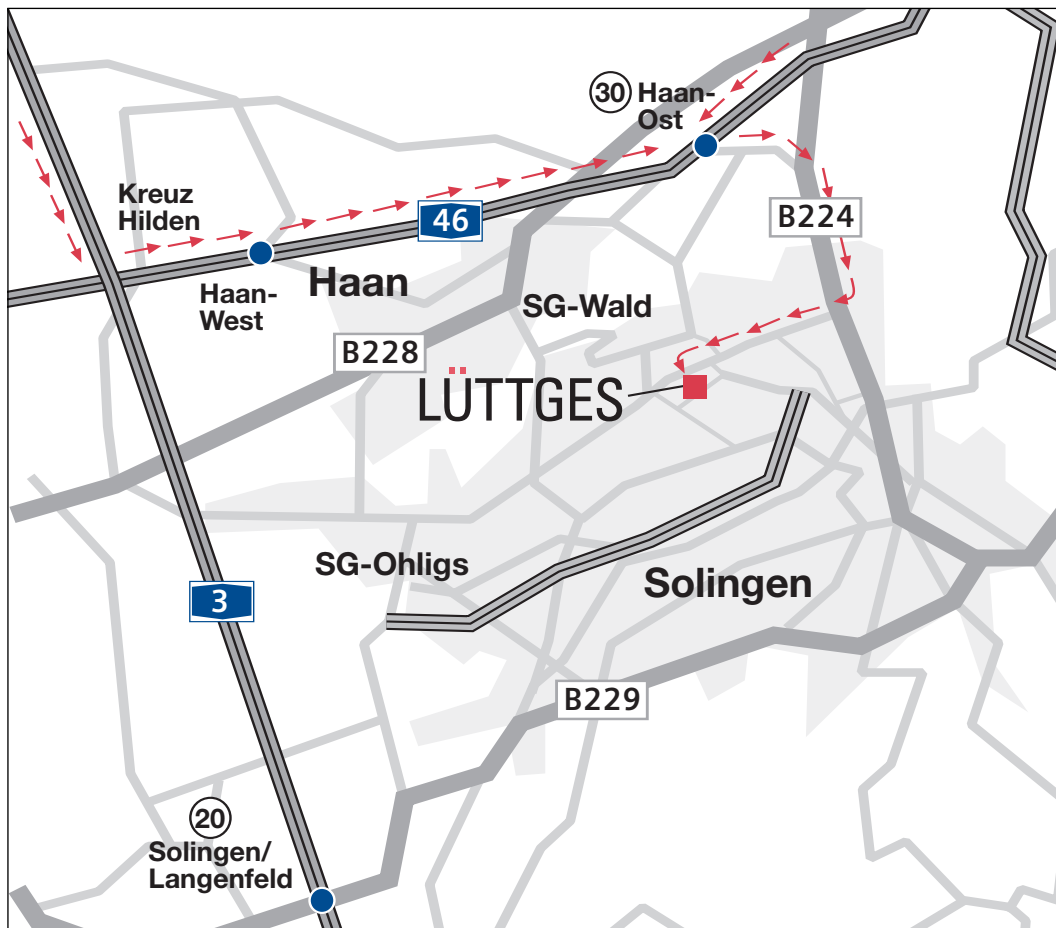 30 Haan-
Ost
Kreuz
Hilden
46
B224
Haan-
West
Haan
SG-Wald
B228
LÜTTGES
SG-Ohligs
Solingen
3
B229
20
Solingen/
Langenfeld